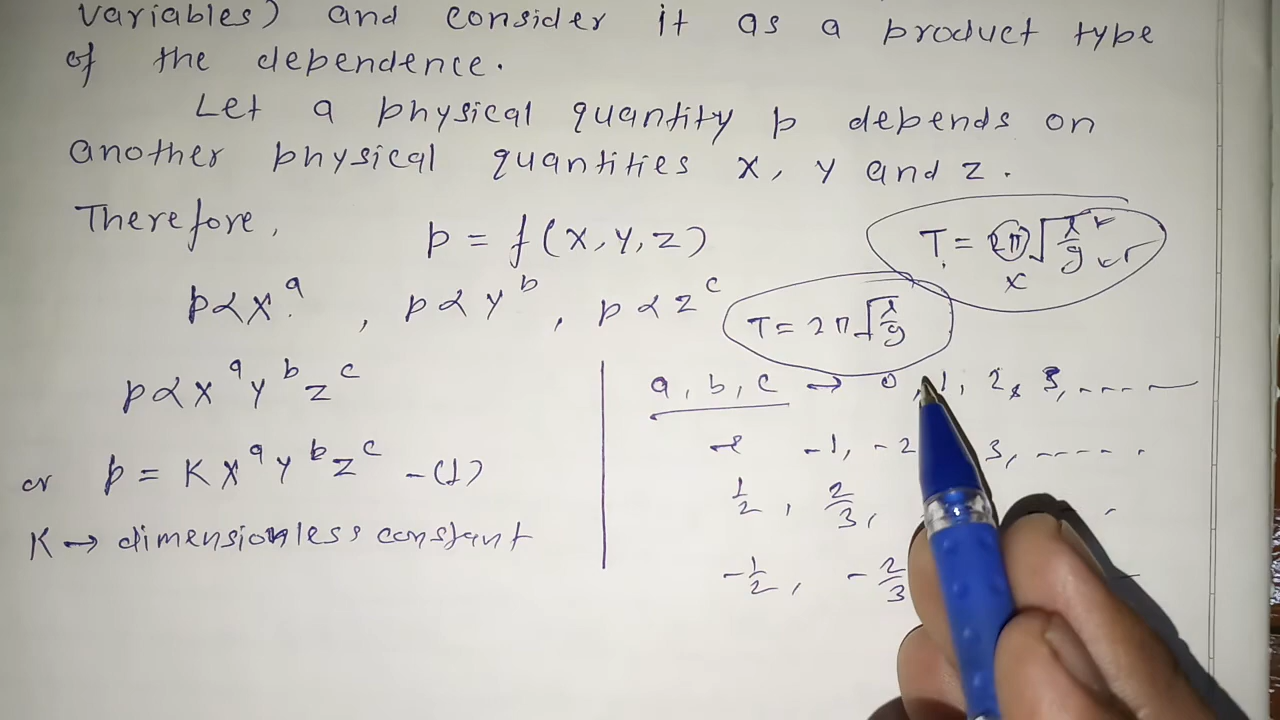 variables) and consider it as a product type
of the dependence.
Let a physical quantity p depends on
another physical quantities x, y and z.
Therefore, p = f(x, y, z)
T = 2π√(l/g)
x
p ∝ x^a, p ∝ y^b, p ∝ z^c
T = 2π√(l/g)
p ∝ x^a y^b z^c
a, b, c → 0, 1, 2, 3, ----
or p = K x^a y^b z^c -(1)
-1, -2 3, ----.
K → dimensionless constant
1/2, 2/3,
-1/2, -2/3